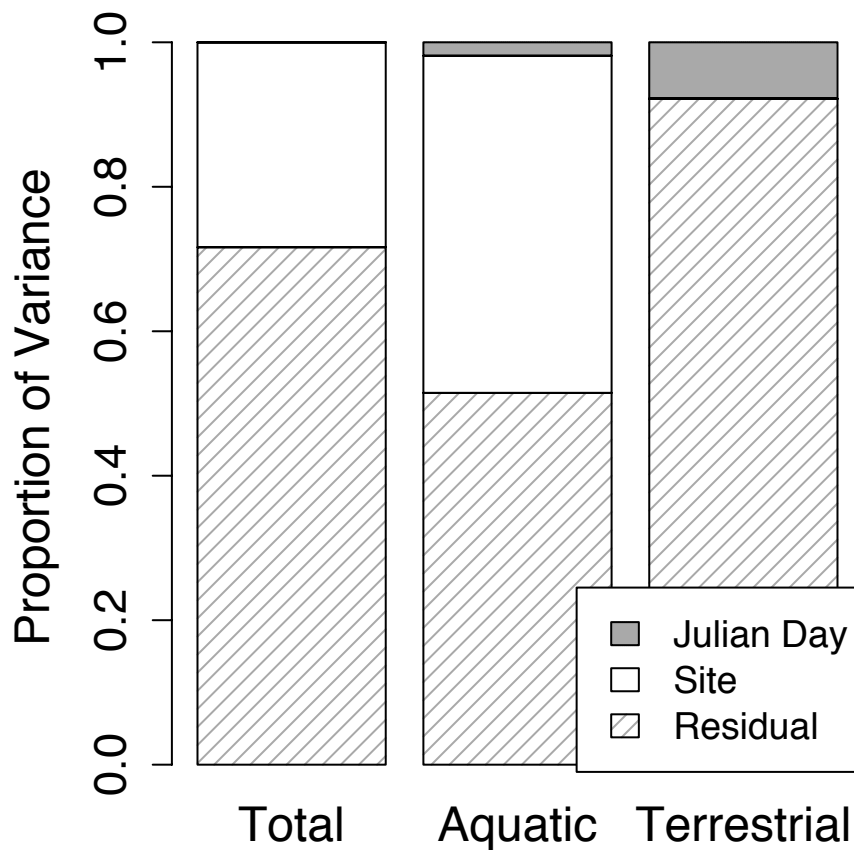 Proportion of Variance
1.0
0.8
0.6
0.4
0.2
0.0
Julian Day
Site
Residual
Total Aquatic Terrestrial